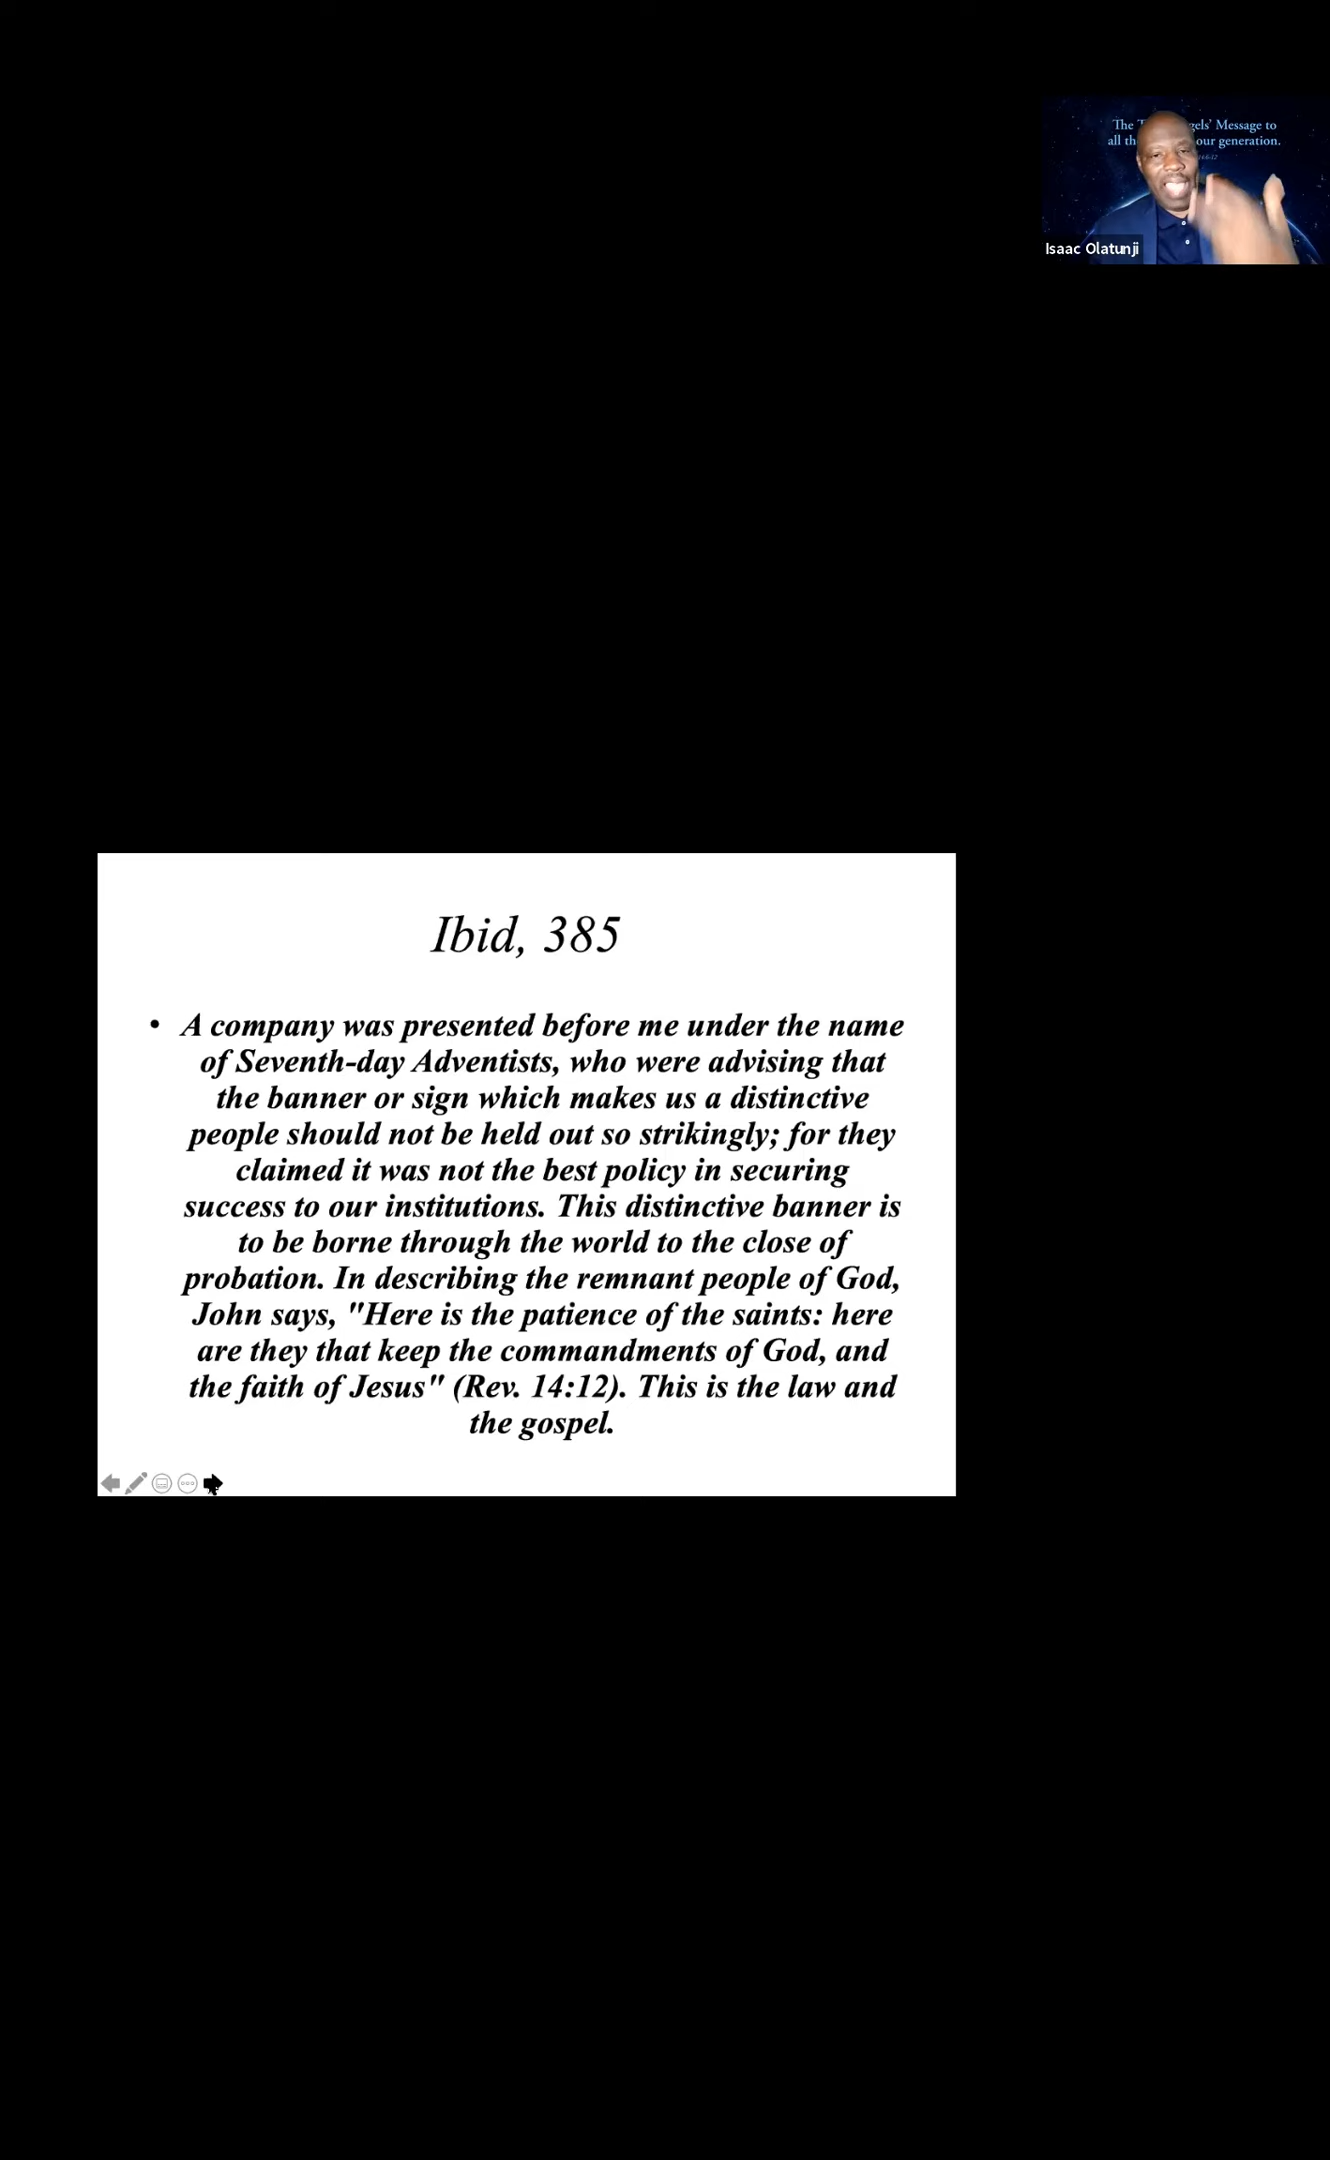 The gels' Message to
all th our generation.
Isaac Olatunji
Ibid, 385
• A company was presented before me under the name
of Seventh-day Adventists, who were advising that
the banner or sign which makes us a distinctive
people should not be held out so strikingly; for they
claimed it was not the best policy in securing
success to our institutions. This distinctive banner is
to be borne through the world to the close of
probation. In describing the remnant people of God,
John says, "Here is the patience of the saints: here
are they that keep the commandments of God, and
the faith of Jesus" (Rev. 14:12). This is the law and
the gospel.